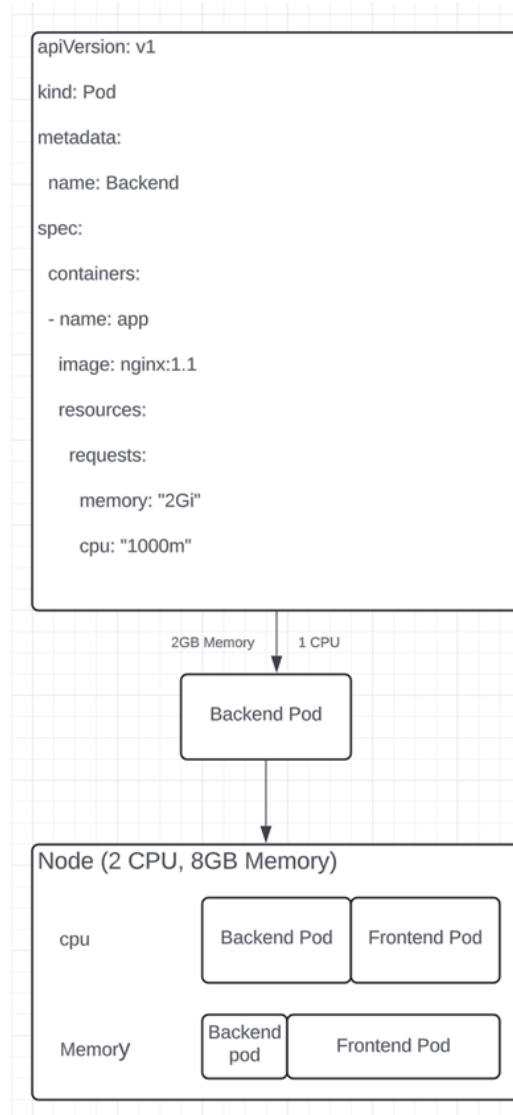 apiVersion: v1
kind: Pod
metadata:
name: Backend
spec:
containers:
- name: app
image: nginx:1.1
resources:
requests:
memory: "2Gi"
cpu: "1000m"
2GB Memory 1 CPU
Backend Pod
Node (2 CPU, 8GB Memory)
cpu
Backend Pod
Frontend Pod
Memory
Backend
pod
Frontend Pod